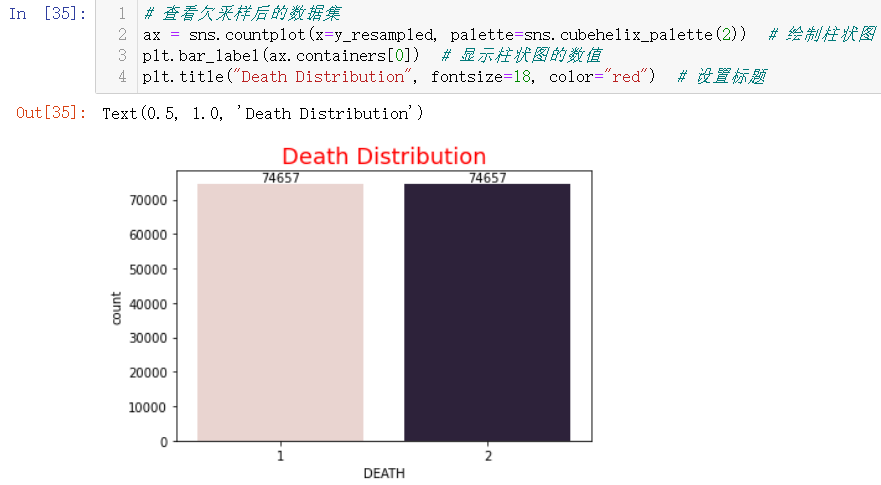 In [35]:
1 # 查看欠采样后的数据集
2 ax = sns.countplot(x=y_resampled, palette=sns.cubehelix_palette(2))  # 绘制柱状图
3 plt.bar_label(ax.containers[0])  # 显示柱状图的数值
4 plt.title("Death Distribution", fontsize=18, color="red")  # 设置标题
Out[35]: Text(0.5, 1.0, 'Death Distribution')
Death Distribution
74657 74657
70000
60000
50000
40000
30000
20000
10000
0
count
1 2
DEATH